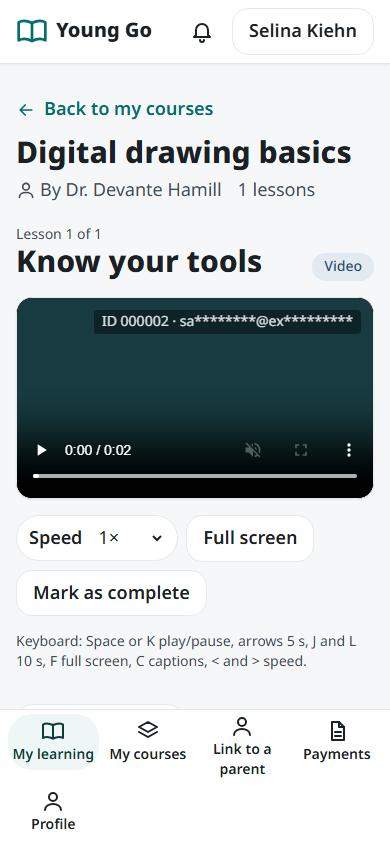 Young Go
Selina Kiehn
Back to my courses
Digital drawing basics
By Dr. Devante Hamill 1 lessons
Lesson 1 of 1
Know your tools
Video
ID 000002 · sa********@ex*********
0:00 / 0:02
Speed 1×
Full screen
Mark as complete
Keyboard: Space or K play/pause, arrows 5 s, J and L
10 s, F full screen, C captions, < and > speed.
My learning
My courses
Link to a
parent
Payments
Profile